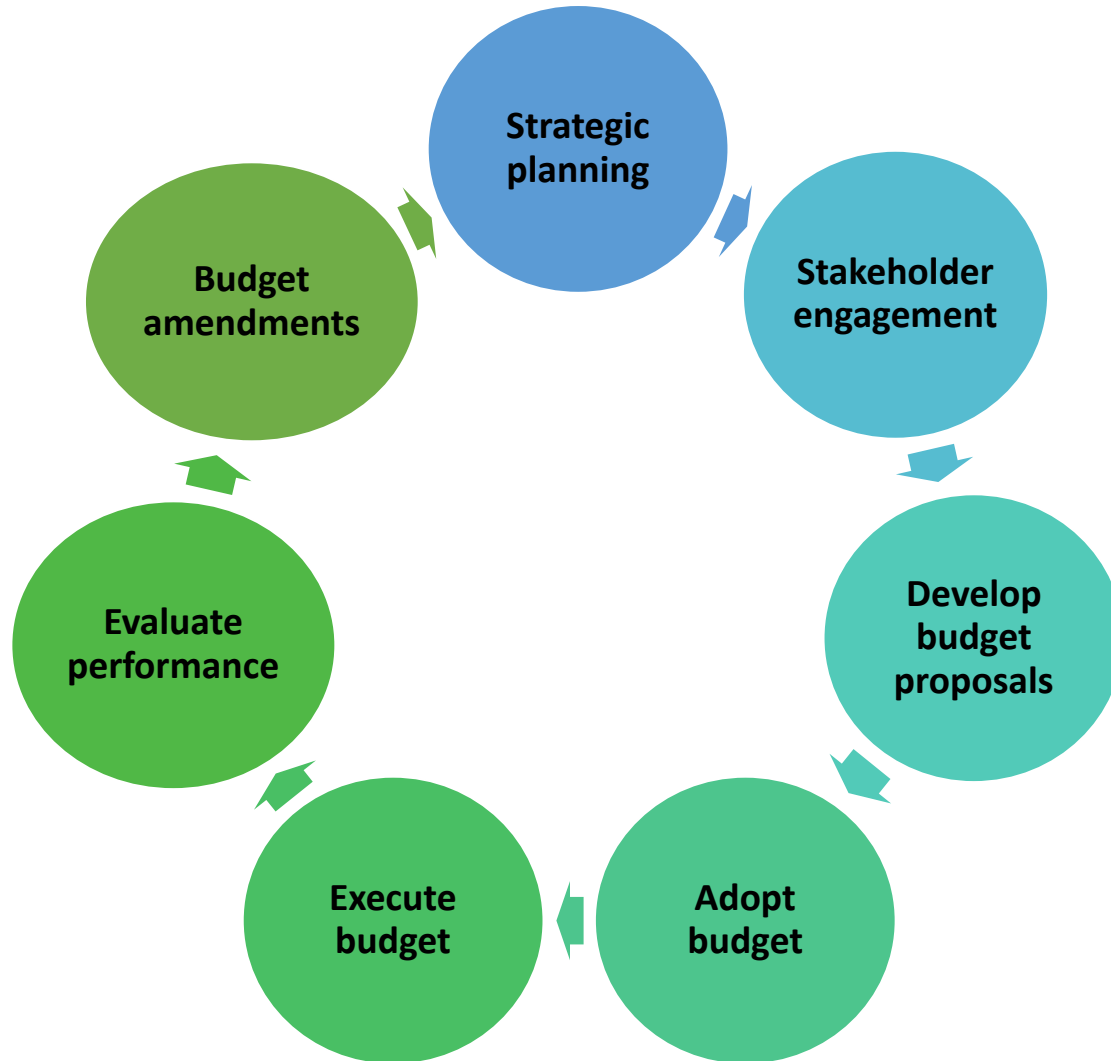 Strategic
planning
Stakeholder
engagement
Develop
budget
proposals
Adopt
budget
Execute
budget
Evaluate
performance
Budget
amendments